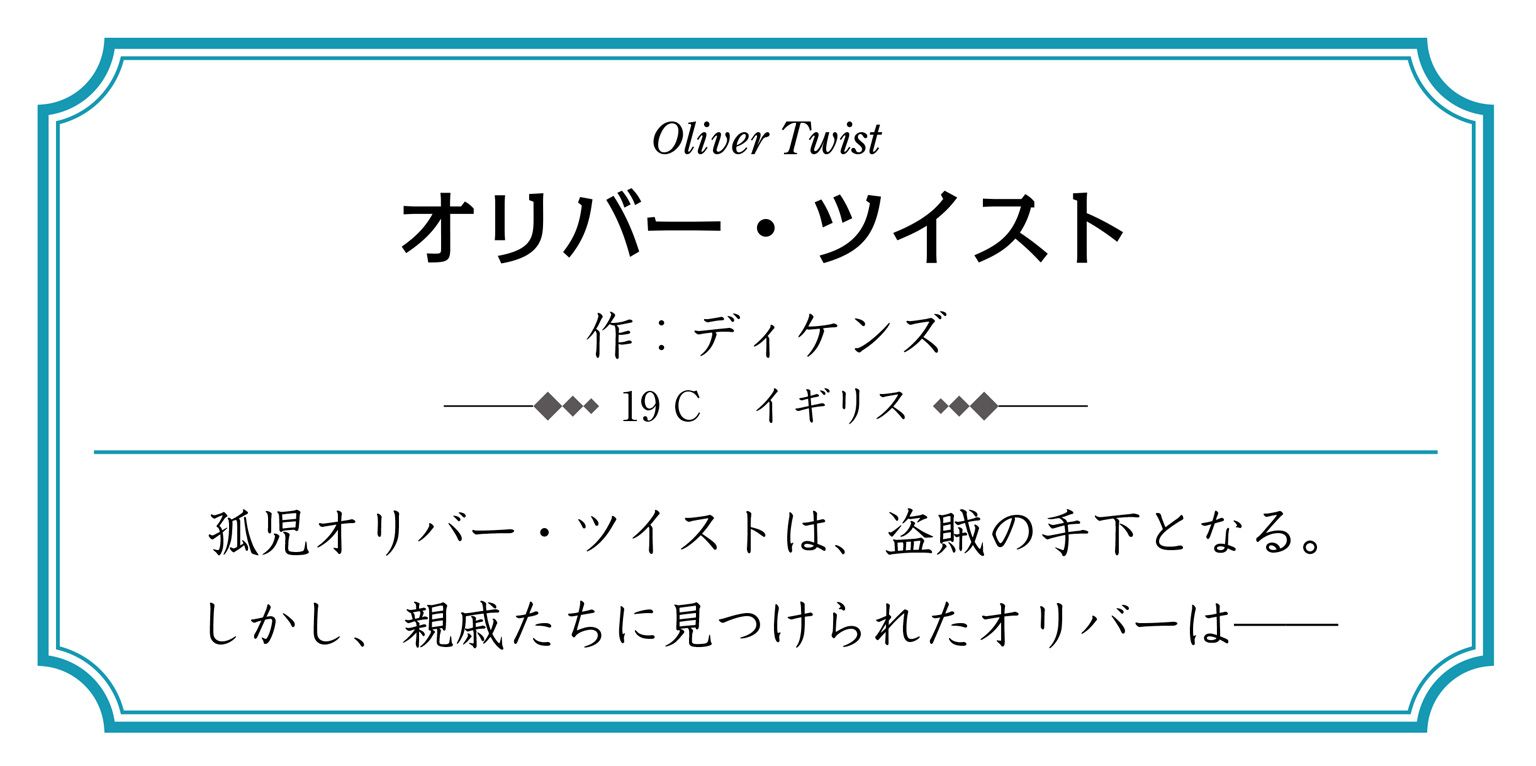 Oliver Twist
オリバー・ツイスト
作：ディケンズ
19 C　イギリス
孤児オリバー・ツイストは、盗賊の手下となる。
しかし、親戚たちに見つけられたオリバーは――